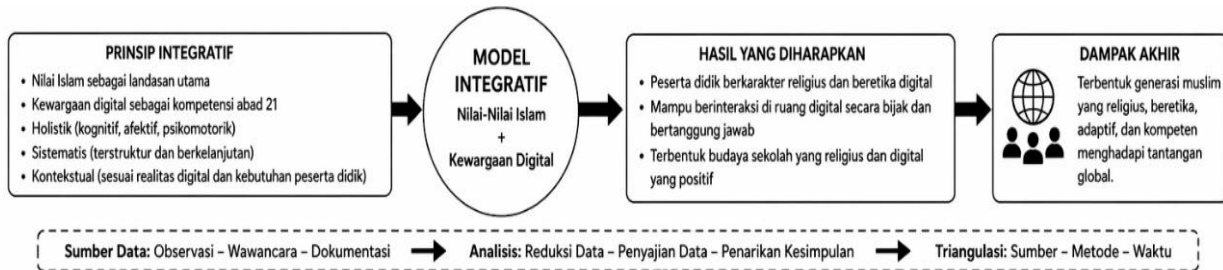 PRINSIP INTEGRATIF
• Nilai Islam sebagai landasan utama
• Kewargaan digital sebagai kompetensi abad 21
• Holistik (kognitif, afektif, psikomotorik)
• Sistematis (terstruktur dan berkelanjutan)
• Kontekstual (sesuai realitas digital dan kebutuhan peserta didik)
MODEL
INTEGRATIF
Nilai-Nilai Islam
+
Kewargaan Digital
HASIL YANG DIHARAPKAN
• Peserta didik berkarakter religius dan beretika digital
• Mampu berinteraksi di ruang digital secara bijak dan
bertanggung jawab
• Terbentuk budaya sekolah yang religius dan digital
yang positif
DAMPAK AKHIR
Terbentuk generasi muslim
yang religius, beretika,
adaptif, dan kompeten
menghadapi tantangan
global.
Sumber Data: Observasi – Wawancara – Dokumentasi
Analisis: Reduksi Data – Penyajian Data – Penarikan Kesimpulan
Triangulasi: Sumber – Metode – Waktu